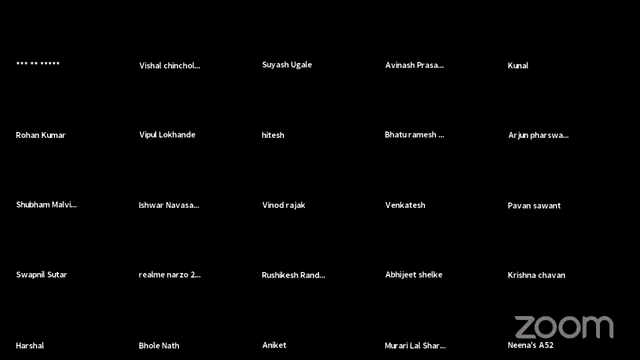 *** ** *****
Vishal chinchol...
Suyash Ugale
Avinash Prasa...
Kunal
Rohan Kumar
Vipul Lokhande
hitesh
Bhatu ramesh ...
Arjun pharswa...
Shubham Malvi...
Ishwar Navasa...
Vinod rajak
Venkatesh
Pavan sawant
Swapnil Sutar
realme narzo 2...
Rushikesh Rand...
Abhijeet shelke
Krishna chavan
zoom
Harshal
Bhole Nath
Aniket
Murari Lal Shar...
Neena's A52